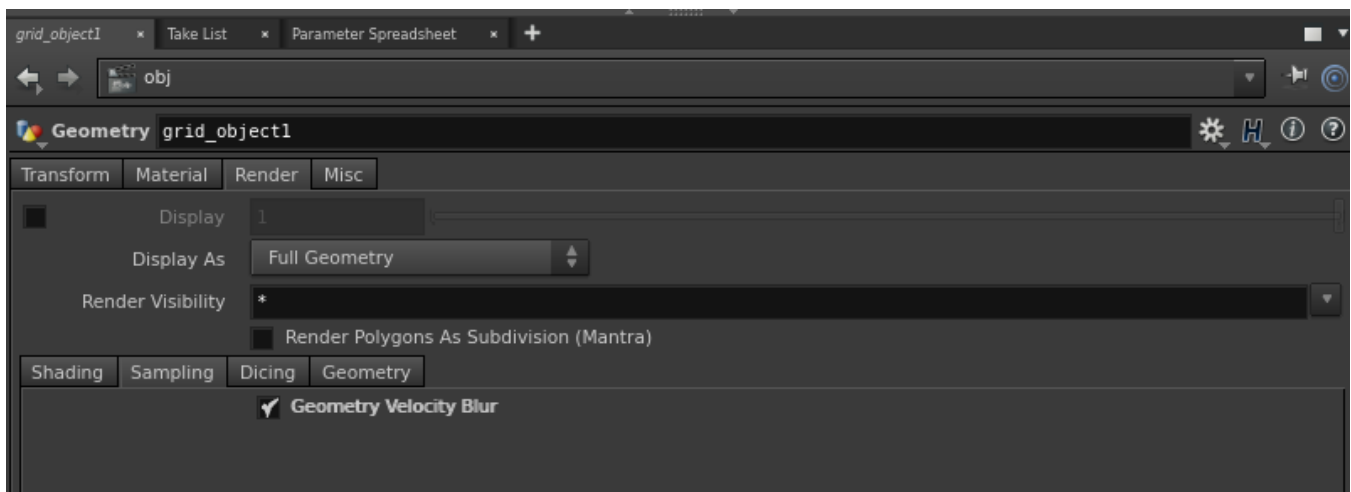 grid_object1 × Take List × Parameter Spreadsheet × +
obj
Geometry grid_object1
Transform Material Render Misc
Display 1
Display As Full Geometry
Render Visibility *
Render Polygons As Subdivision (Mantra)
Shading Sampling Dicing Geometry
Geometry Velocity Blur